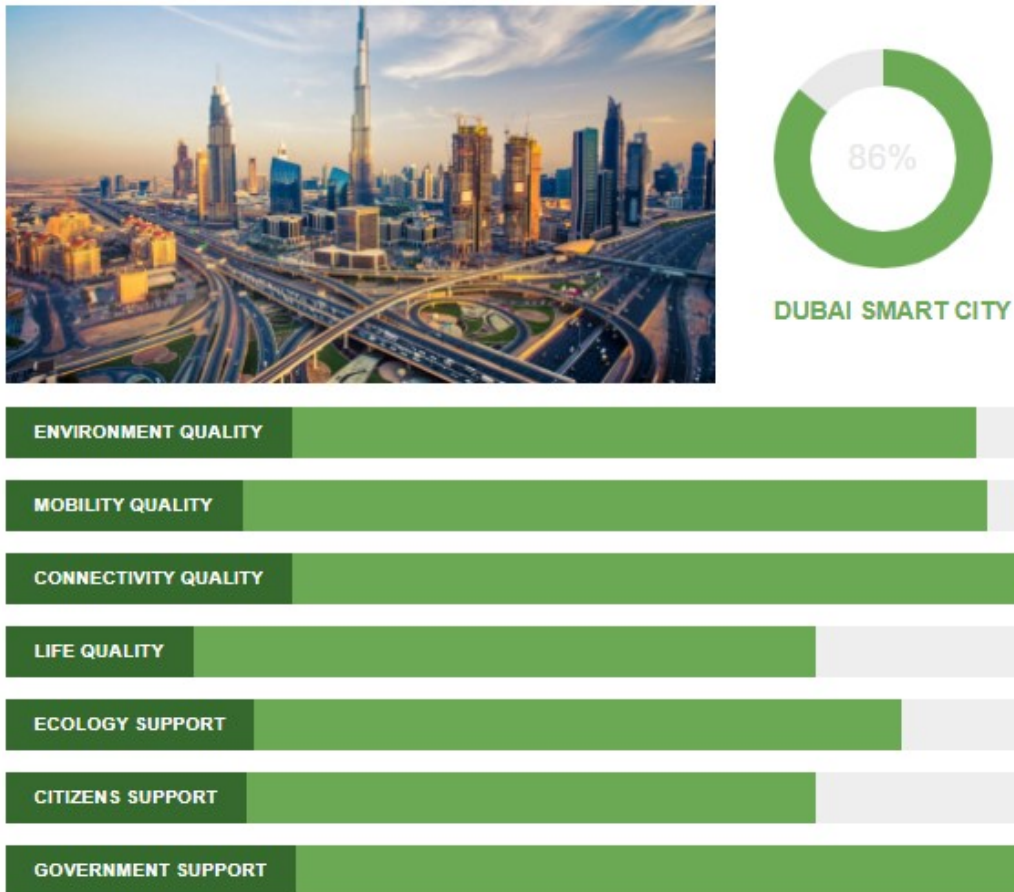 86%
DUBAI SMART CITY
ENVIRONMENT QUALITY
MOBILITY QUALITY
CONNECTIVITY QUALITY
LIFE QUALITY
ECOLOGY SUPPORT
CITIZENS SUPPORT
GOVERNMENT SUPPORT